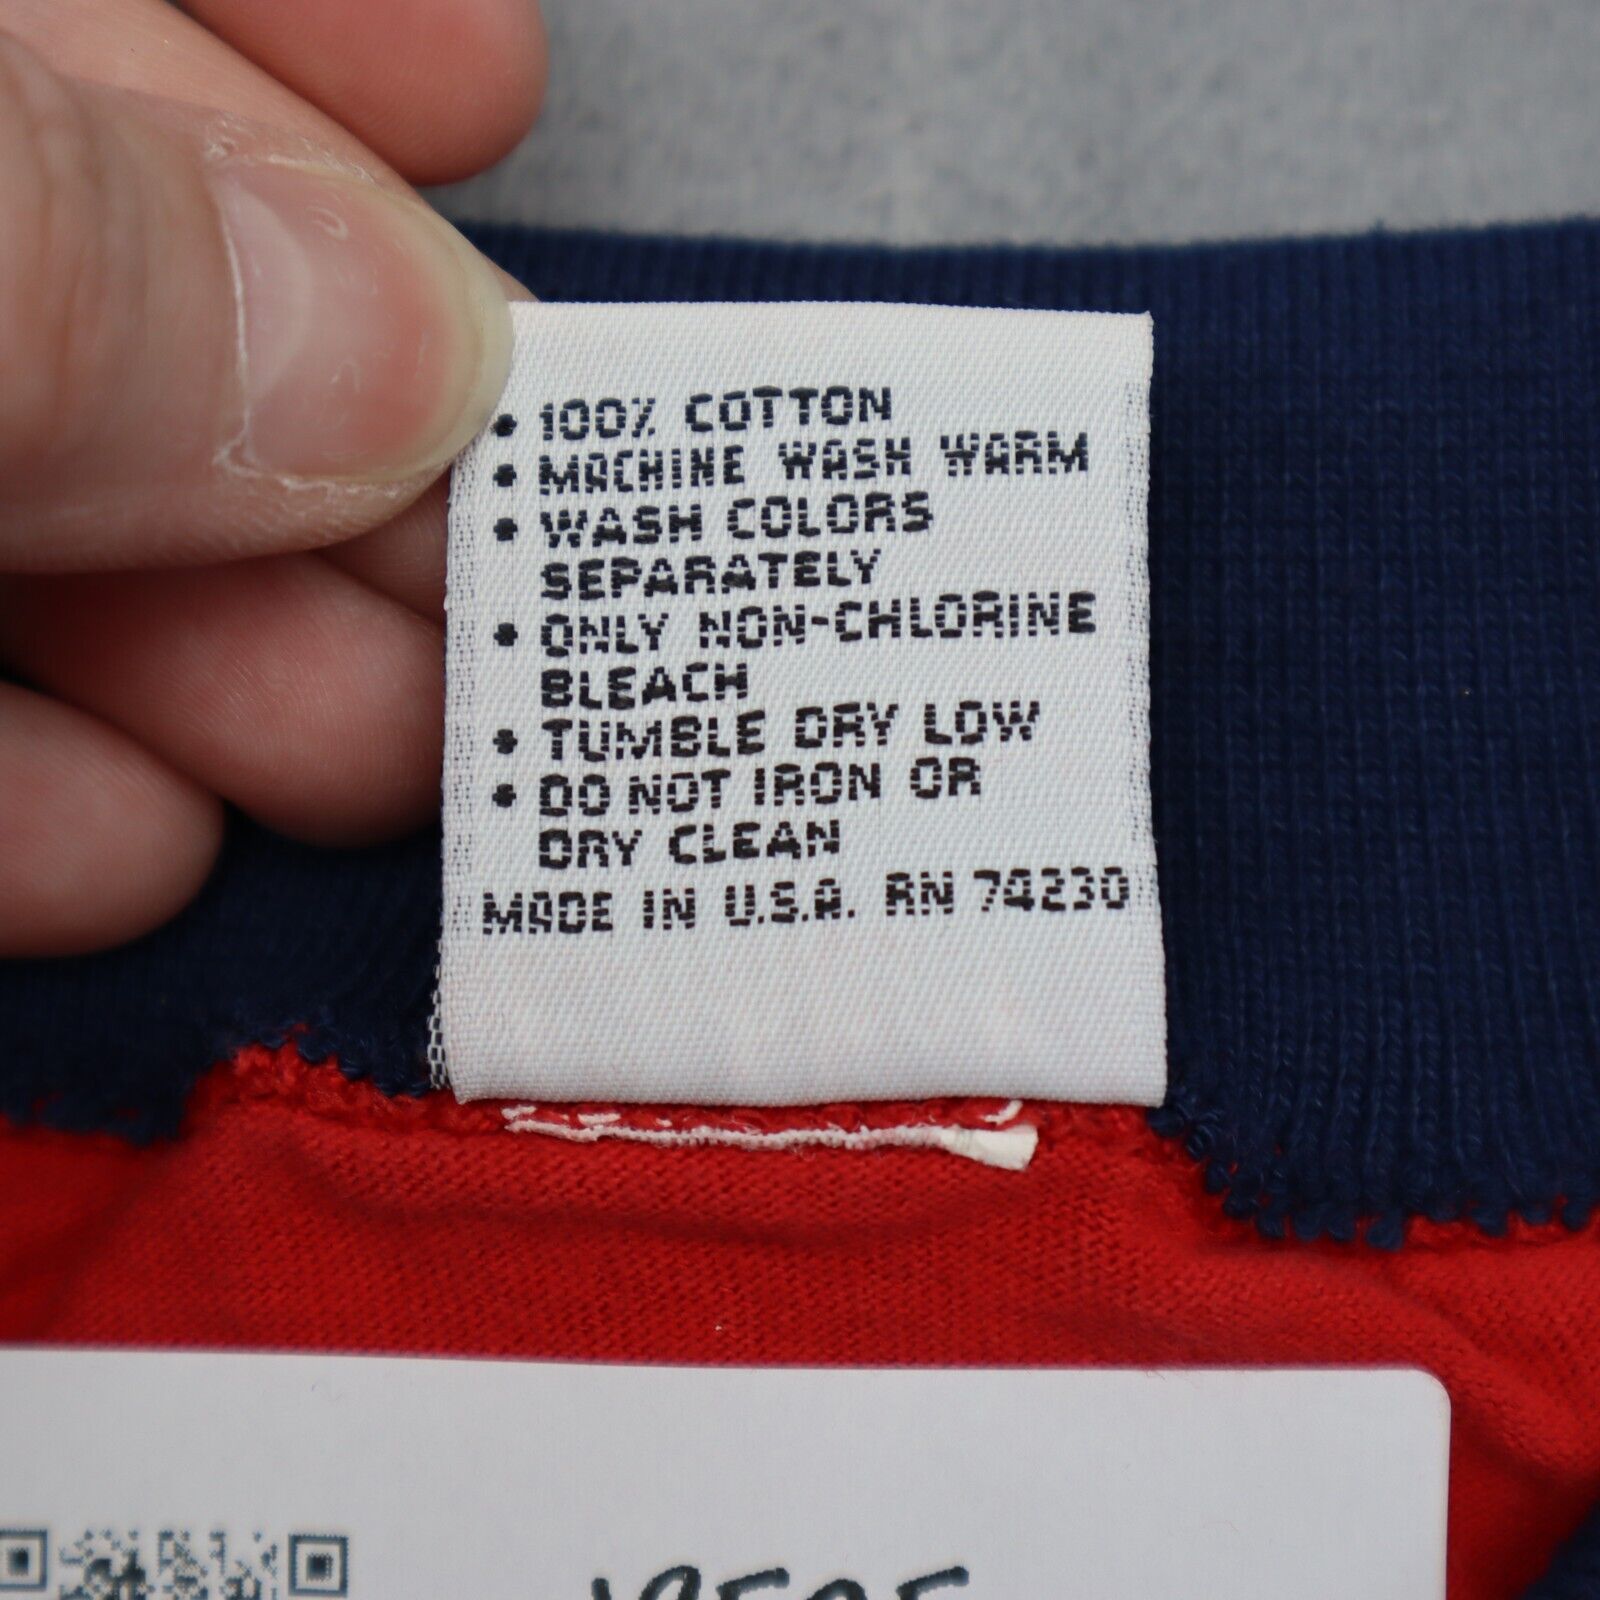 • 100% COTTON
• MACHINE WASH WARM
• WASH COLORS
SEPARATELY
• ONLY NON-CHLORINE
BLEACH
• TUMBLE DRY LOW
• DO NOT IRON OR
DRY CLEAN
MADE IN U.S.A. RN 74230